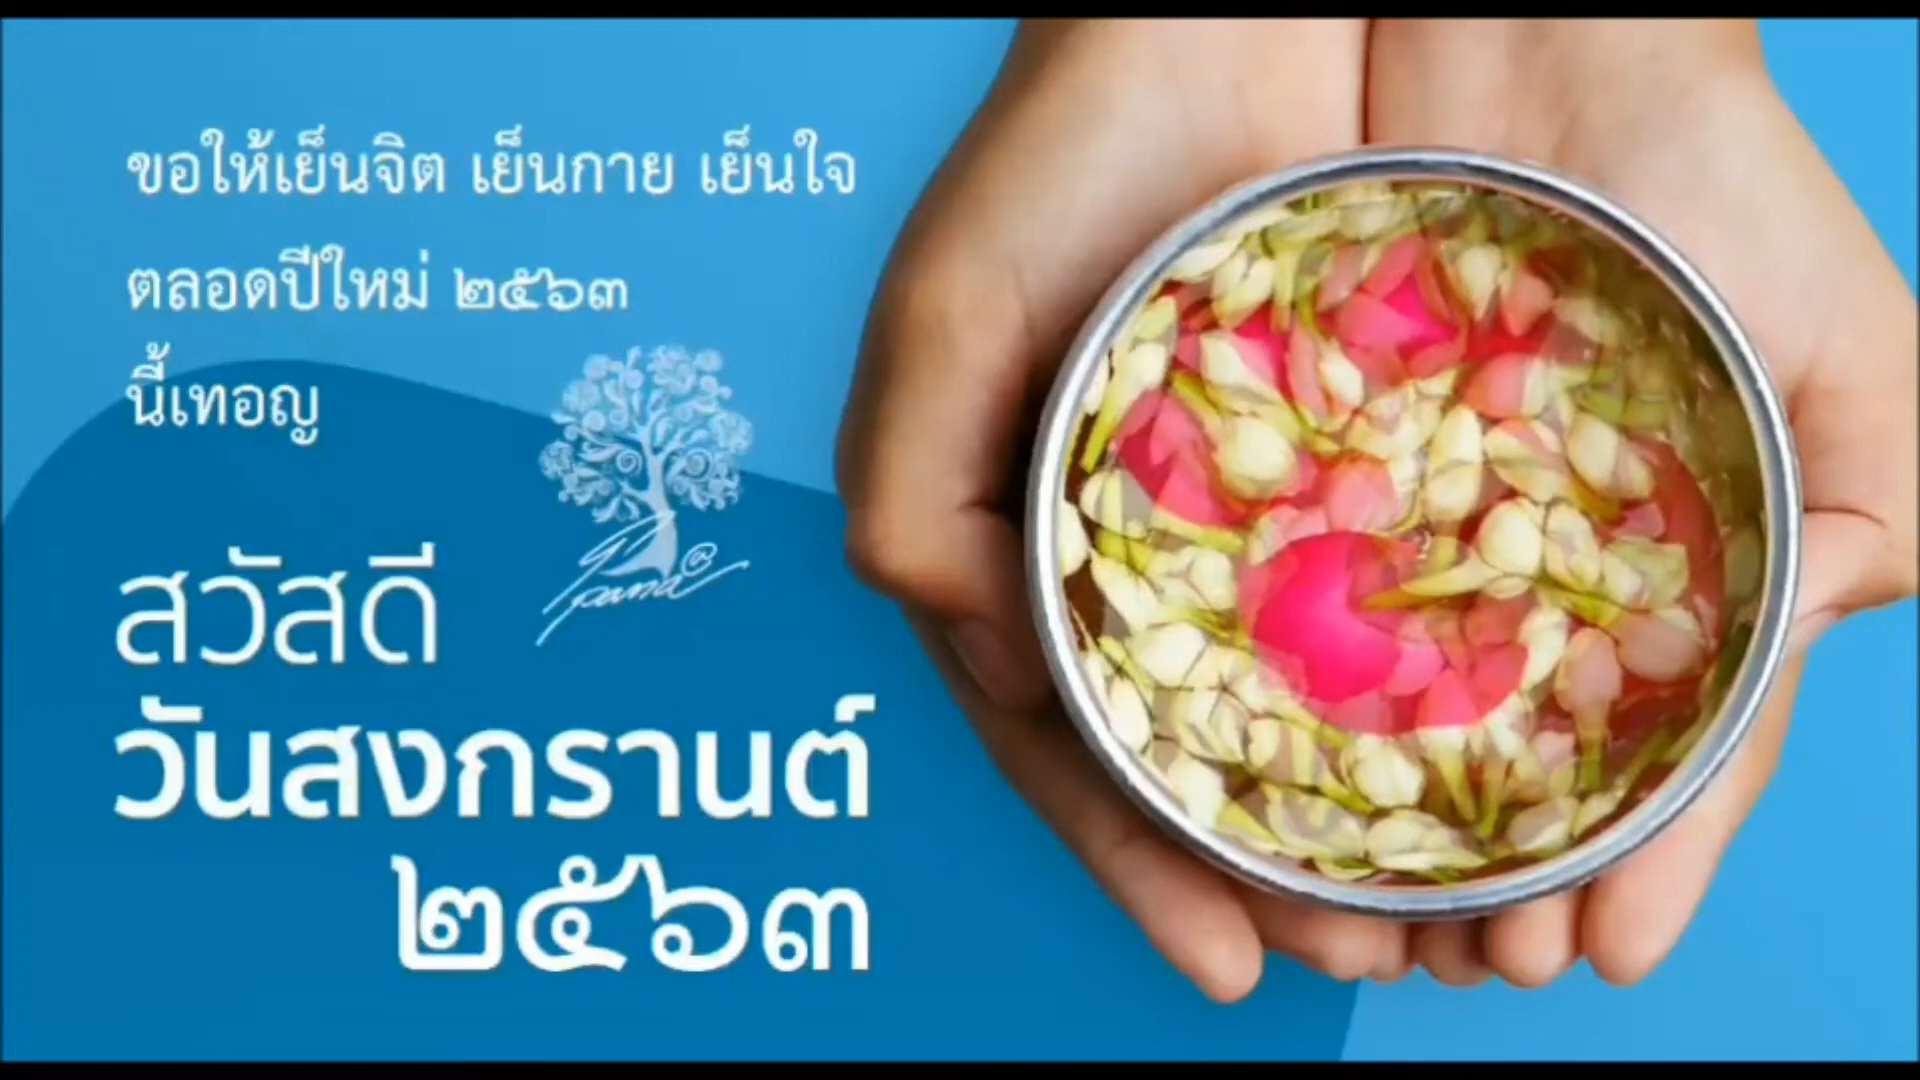 ขอให้เย็นจิต เย็นกาย เย็นใจ
ตลอดปีใหม่ ๒๕๖๓
นี้เทอญ
สวัสดี
วันสงกรานต์
๒๕๖๓